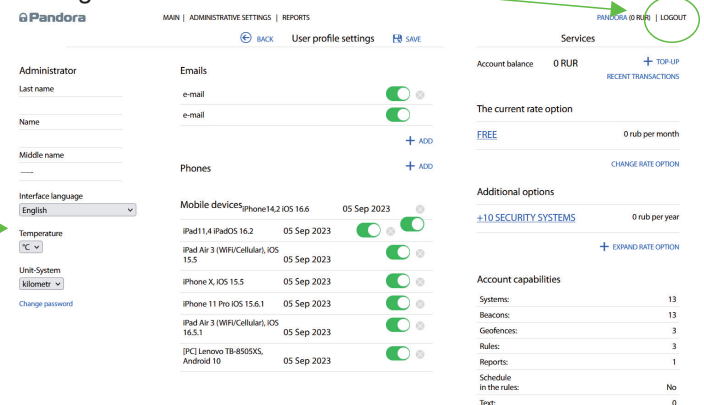 Pandora
MAIN | ADMINISTRATIVE SETTINGS | REPORTS
PANDORA (0 RUR) | LOGOUT
BACK User profile settings SAVE
Administrator
Last name
Name
Middle name
Interface language
English
Temperature
°C
Unit-System
kilometr
Change password
Emails
e-mail
e-mail
ADD
Phones
ADD
Mobile devices
iPhone14,2 iOS 16.6 05 Sep 2023
iPad11,4 iPadOS 16.2 05 Sep 2023
iPad Air 3 (WiFi/Cellular), iOS
15.5 05 Sep 2023
iPhone X, iOS 15.5 05 Sep 2023
iPhone 11 Pro iOS 15.6.1 05 Sep 2023
iPad Air 3 (WiFi/Cellular), iOS
16.5.1 05 Sep 2023
[PC] Lenovo TB-8505XS,
Android 10 05 Sep 2023
Services
Account balance 0 RUR + TOP-UP
RECENT TRANSACTIONS
The current rate option
FREE 0 rub per month
CHANGE RATE OPTION
Additional options
+10 SECURITY SYSTEMS 0 rub per year
+ EXPAND RATE OPTION
Account capabilities
Systems: 13
Beacons: 13
Geofences: 3
Rules: 3
Reports: 1
Schedule
in the rules: No
Text: 0